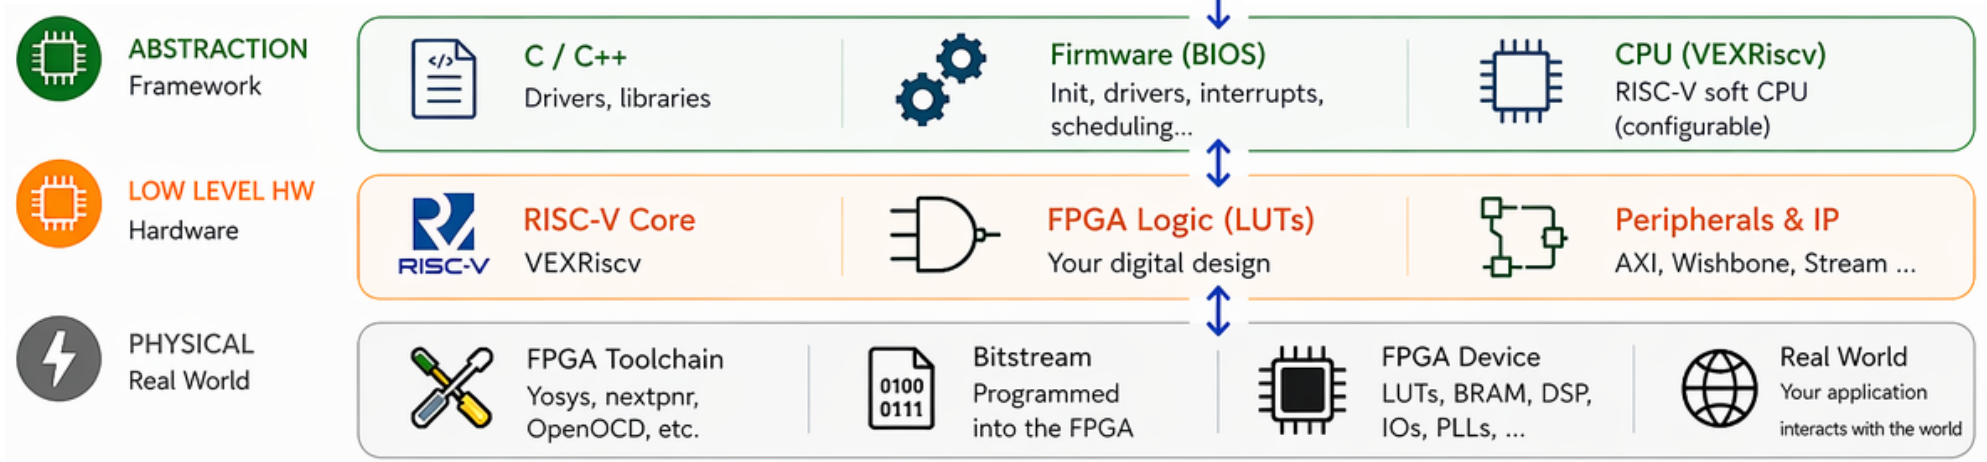 ABSTRACTION
Framework
</>
C / C++
Drivers, libraries
Firmware (BIOS)
Init, drivers, interrupts,
scheduling...
CPU (VEXRiscv)
RISC-V soft CPU
(configurable)
LOW LEVEL HW
Hardware
RISC-V
RISC-V Core
VEXRiscv
FPGA Logic (LUTs)
Your digital design
Peripherals & IP
AXI, Wishbone, Stream ...
PHYSICAL
Real World
FPGA Toolchain
Yosys, nextpnr,
OpenOCD, etc.
0100
0111
Bitstream
Programmed
into the FPGA
FPGA Device
LUTs, BRAM, DSP,
IOs, PLLs, ...
Real World
Your application
interacts with the world